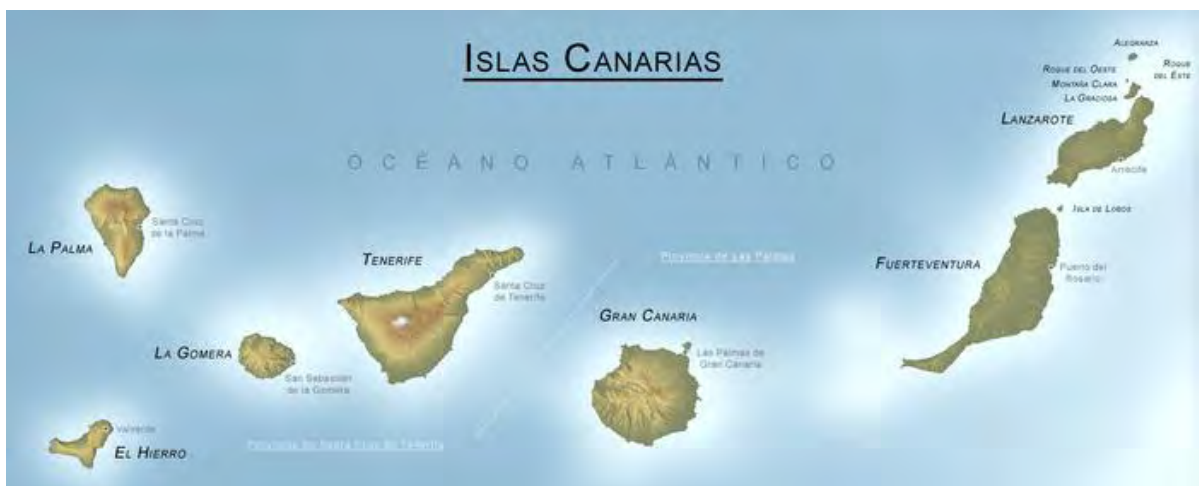 ISLAS CANARIAS
ALEGRANZA
ROQUE DEL OESTE
ROQUE
DEL ESTE
MONTAÑA CLARA
LA GRACIOSA
LANZAROTE
OCÉANO ATLÁNTICO
Arrecife
ISLA DE LOBOS
Santa Cruz
de la Palma
LA PALMA
TENERIFE
Provincia de Las Palmas
FUERTEVENTURA
Puerto del
Rosario
Santa Cruz
de Tenerife
GRAN CANARIA
LA GOMERA
Las Palmas de
Gran Canaria
San Sebastián
de la Gomera
Valverde
Provincia de Santa Cruz de Tenerife
EL HIERRO